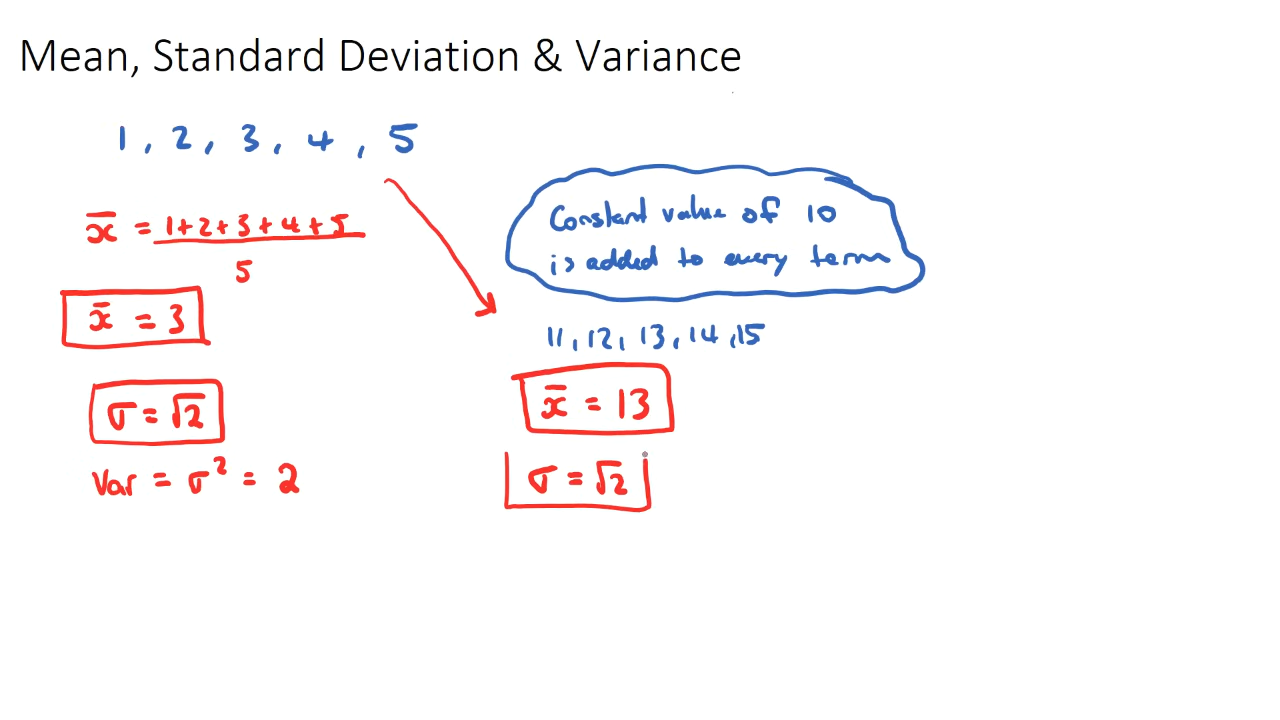 Mean, Standard Deviation & Variance
1, 2, 3, 4, 5
x̄ = 1+2+3+4+5
5
x̄ = 3
σ = √2
Var = σ² = 2
Constant value of 10
is added to every term
11, 12, 13, 14, 15
x̄ = 13
σ = √2